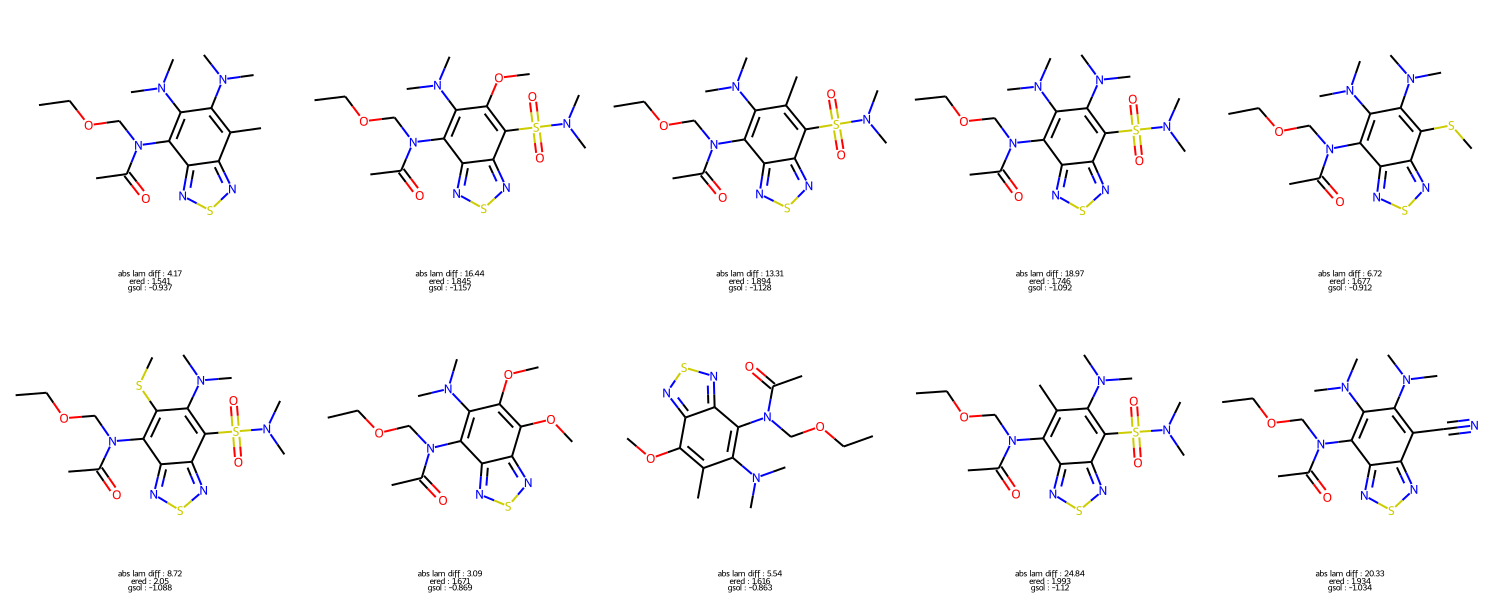 abs lam diff : 4.17
ered : 1.541
gsol : -0.937
abs lam diff : 16.44
ered : 1.845
gsol : -1.157
abs lam diff : 13.31
ered : 1.894
gsol : -1.128
abs lam diff : 18.97
ered : 1.746
gsol : -1.092
abs lam diff : 6.72
ered : 1.677
gsol : -0.912
abs lam diff : 8.72
ered : 2.05
gsol : -1.088
abs lam diff : 3.09
ered : 1.671
gsol : -0.869
abs lam diff : 5.54
ered : 1.616
gsol : -0.863
abs lam diff : 24.84
ered : 1.993
gsol : -1.12
abs lam diff : 20.33
ered : 1.934
gsol : -1.034